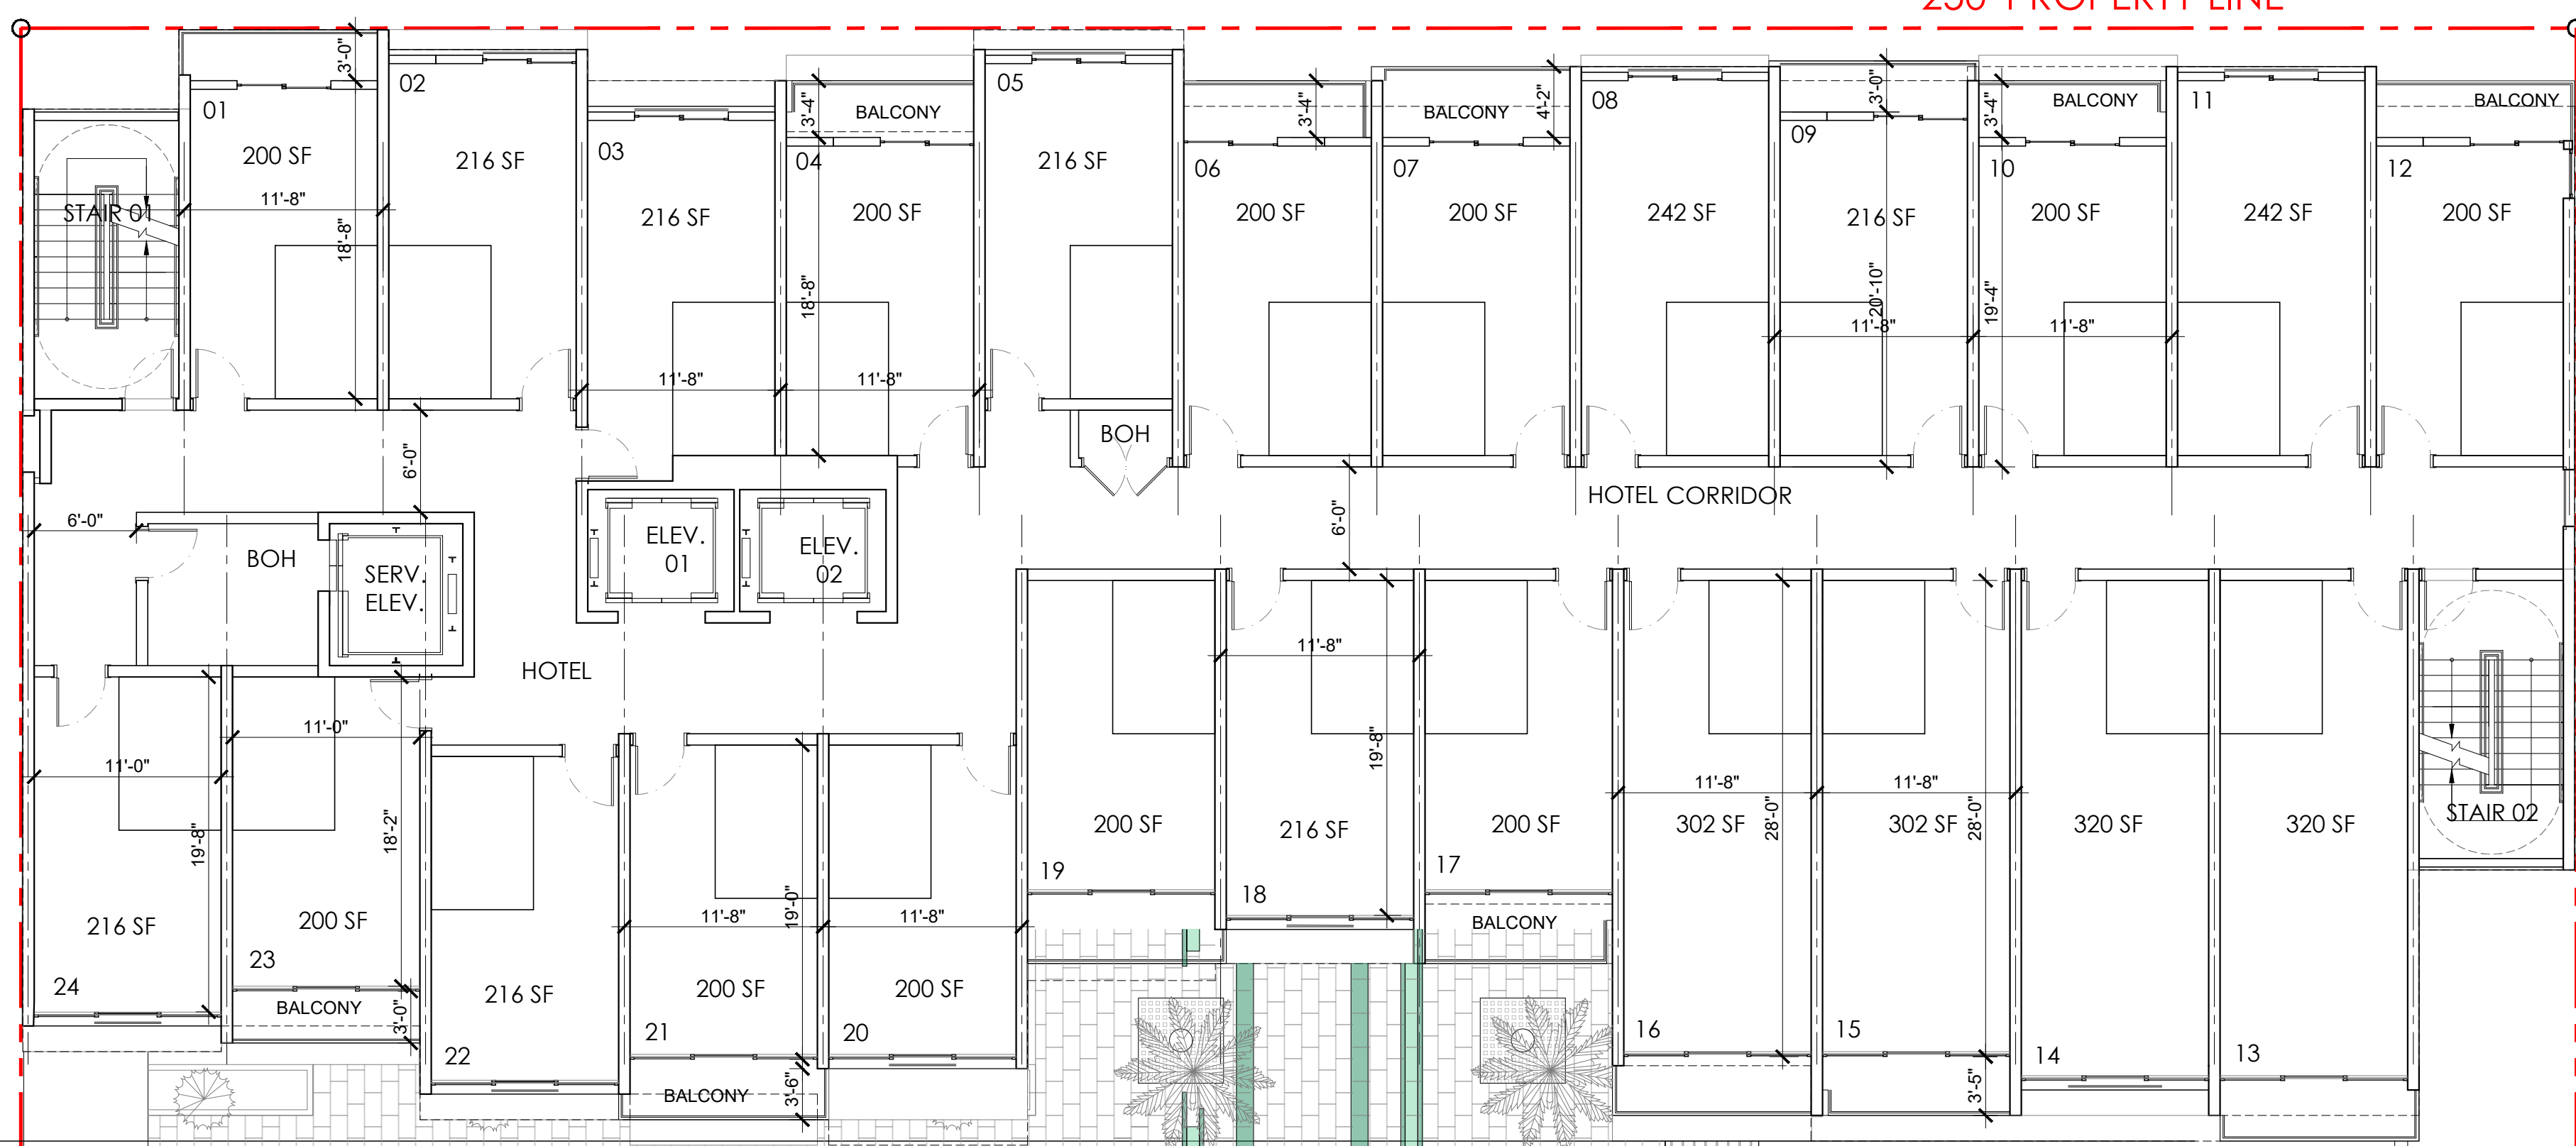 250' PROPERTY LINE
3'-0"
01
200 SF
11'-8"
18'-8"
STAIR 01
02
216 SF
03
216 SF
11'-8"
3'-4"
BALCONY
04
200 SF
18'-8"
11'-8"
05
216 SF
BOH
3'-4"
06
200 SF
BALCONY
4'-2"
07
200 SF
08
242 SF
3'-0"
09
216 SF
20'-10"
11'-8"
3'-4"
BALCONY
10
200 SF
19'-4"
11'-8"
11
242 SF
BALCONY
12
200 SF
6'-0"
6'-0"
BOH
SERV.
ELEV.
ELEV.
01
ELEV.
02
HOTEL
6'-0"
HOTEL CORRIDOR
11'-0"
19'-8"
216 SF
24
11'-0"
18'-2"
200 SF
23
BALCONY
3'-0"
216 SF
22
11'-8"
19'-0"
200 SF
21
BALCONY
3'-6"
11'-8"
200 SF
20
200 SF
19
11'-8"
19'-8"
216 SF
18
200 SF
17
BALCONY
11'-8"
302 SF
28'-0"
16
11'-8"
302 SF
28'-0"
15
3'-5"
320 SF
14
320 SF
13
STAIR 02